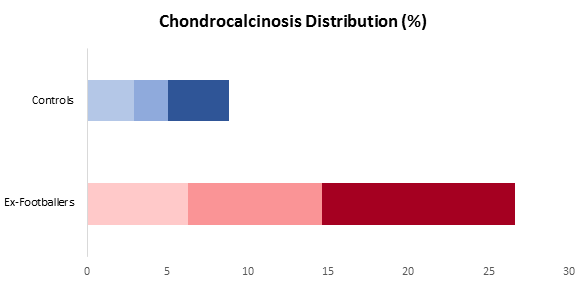 Chondrocalcinosis Distribution (%)
Controls
Ex-Footballers
0 5 10 15 20 25 30